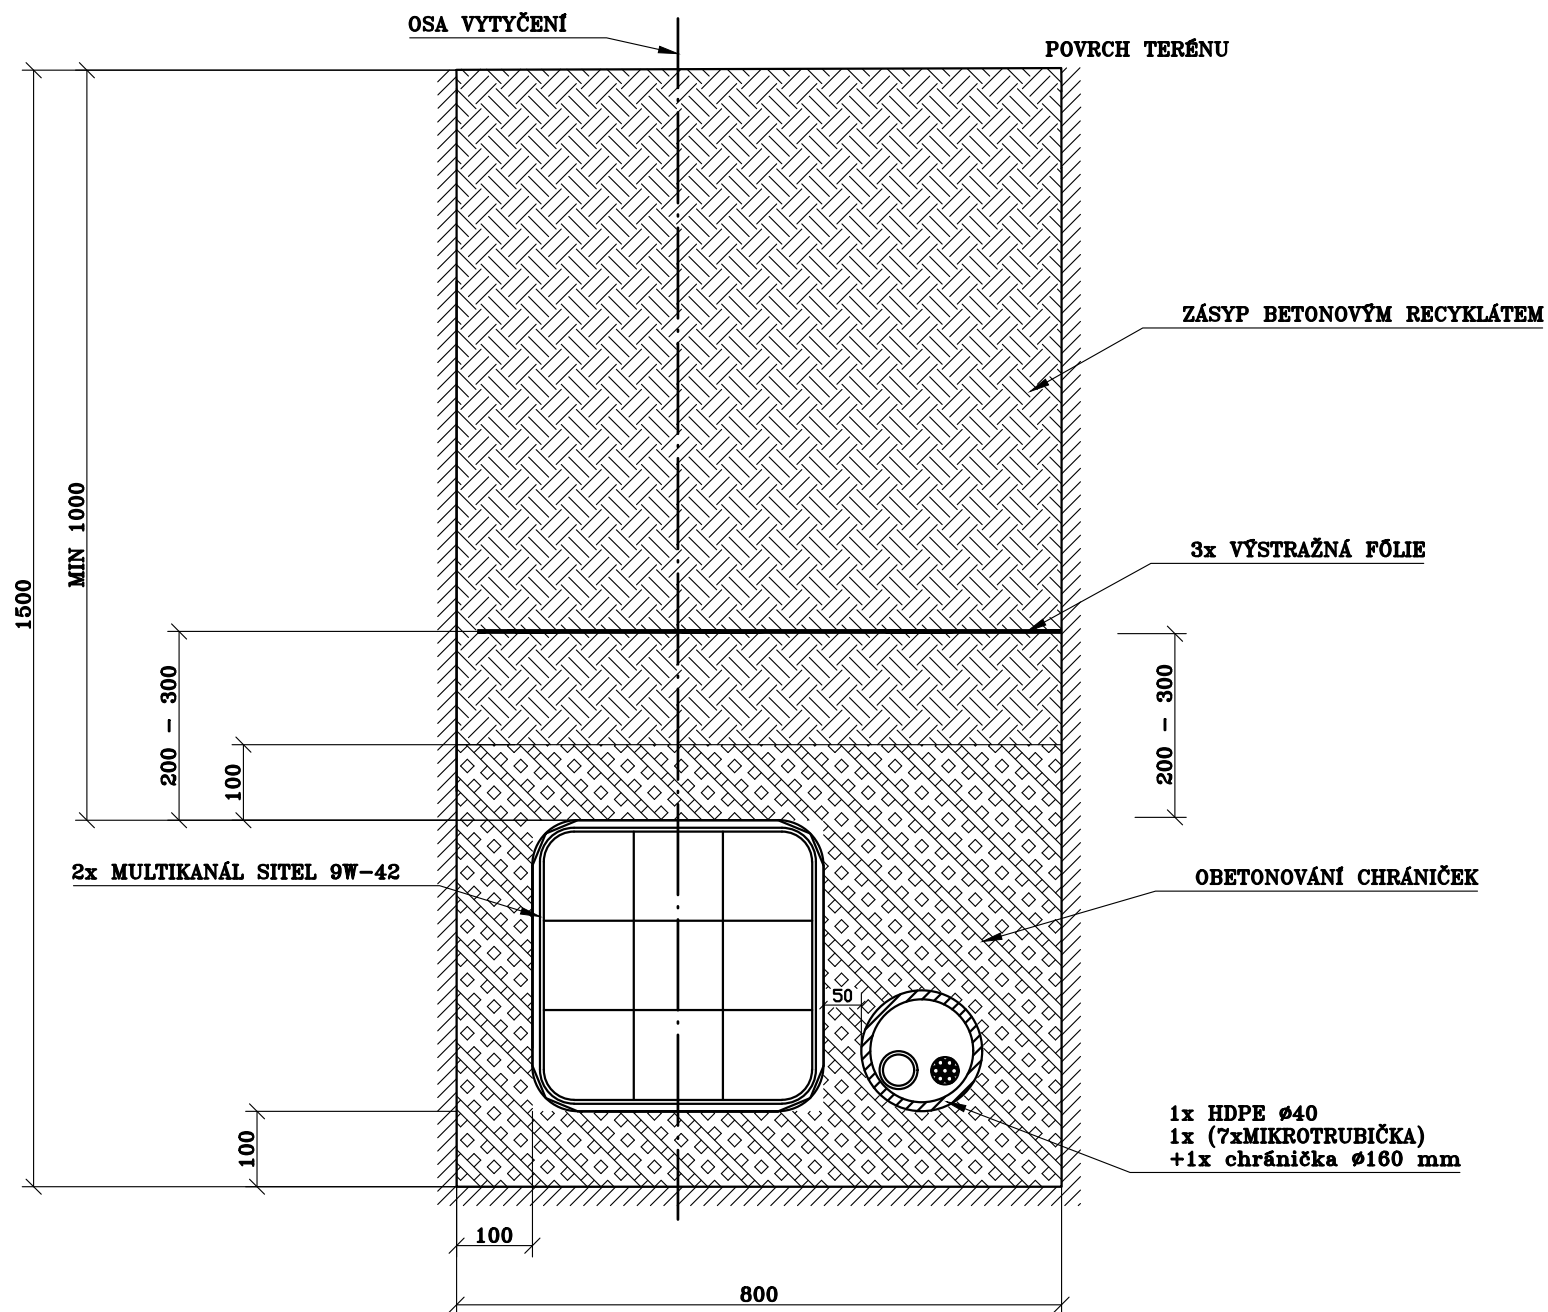 OSA VYTYČENÍ
POVRCH TERÉNU
ZÁSYP BETONOVÝM RECYKLÁTEM
MIN 1000
1500
3x VÝSTRAŽNÁ FÓLIE
200 - 300
100
200 - 300
2x MULTIKANÁL SITEL 9W-42
OBETONOVÁNÍ CHRÁNIČEK
50
1x HDPE ø40
1x (7xMIKROTRUBIČKA)
+1x chránička ø160 mm
100
100
800